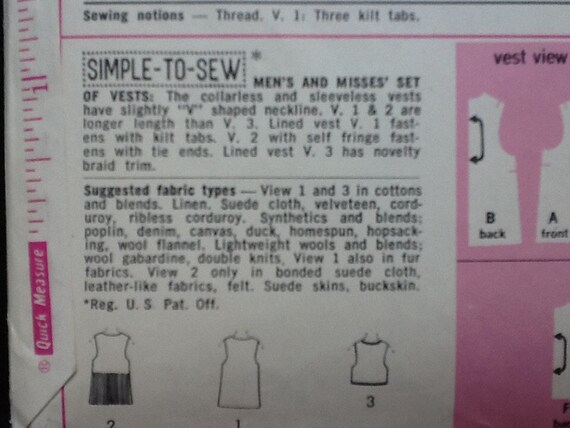 Sewing notions — Thread. V. 1: Three kilt tabs.
SIMPLE-TO-SEW*
MEN'S AND MISSES' SET
OF VESTS: The collarless and sleeveless vests
have slightly "V" shaped neckline. V. 1 & 2 are
longer length than V. 3. Lined vest V. 1 fast-
ens with kilt tabs. V. 2 with self fringe fast-
ens with tie ends. Lined vest V. 3 has novelty
braid trim.
Suggested fabric types — View 1 and 3 in cottons
and blends. Linen. Suede cloth, velveteen, cord-
uroy, ribless corduroy. Synthetics and blends;
poplin, denim, canvas, duck, homespun, hopsack-
ing, wool flannel. Lightweight wools and blends;
wool gabardine, double knits. View 1 also in fur
fabrics. View 2 only in bonded suede cloth,
leather-like fabrics, felt. Suede skins, buckskin.
*Reg. U. S. Pat. Off.
2
1
3
vest view
B
back
A
front
1
® Quick Measure